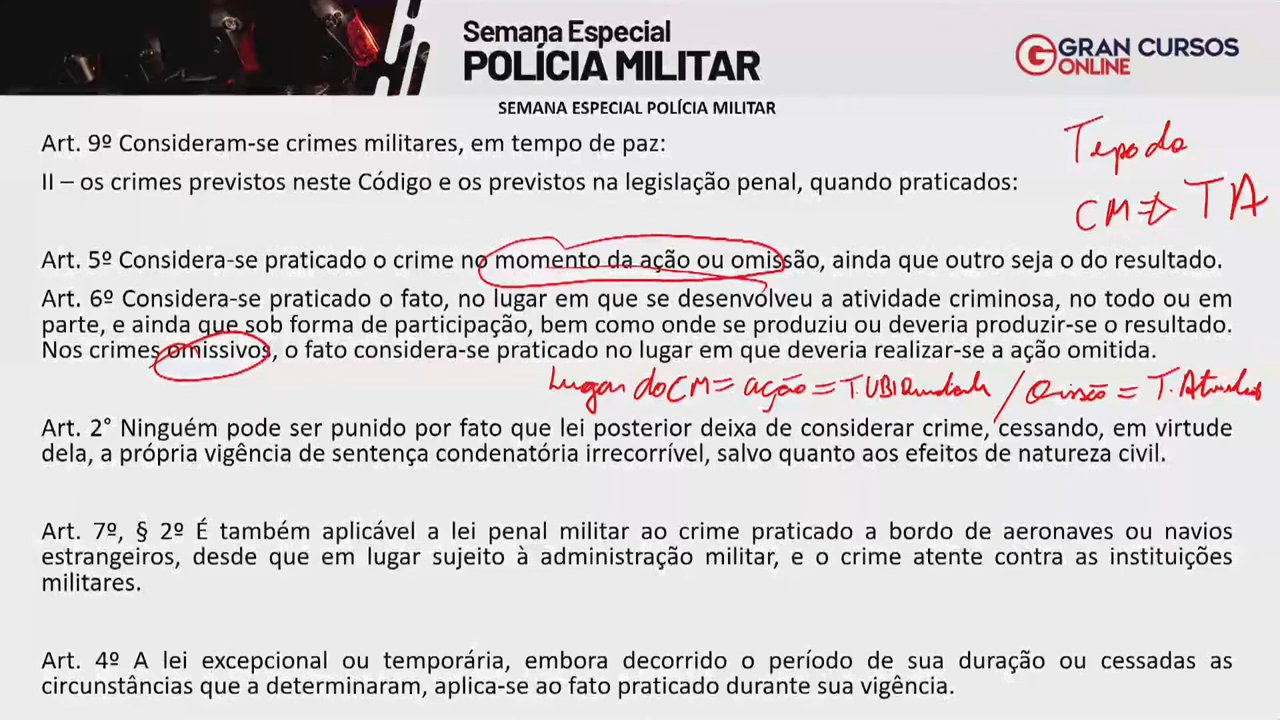 Semana Especial
POLÍCIA MILITAR
GRAN CURSOS
ONLINE
SEMANA ESPECIAL POLÍCIA MILITAR
Art. 9º Consideram-se crimes militares, em tempo de paz:
Tepo do
II – os crimes previstos neste Código e os previstos na legislação penal, quando praticados:
CM => TA
Art. 5º Considera-se praticado o crime no momento da ação ou omissão, ainda que outro seja o do resultado.
Art. 6º Considera-se praticado o fato, no lugar em que se desenvolveu a atividade criminosa, no todo ou em
parte, e ainda que sob forma de participação, bem como onde se produziu ou deveria produzir-se o resultado.
Nos crimes omissivos, o fato considera-se praticado no lugar em que deveria realizar-se a ação omitida.
Lugar do CM = ação = T. UBIQuidade / Omissão = T. Atividade
Art. 2° Ninguém pode ser punido por fato que lei posterior deixa de considerar crime, cessando, em virtude
dela, a própria vigência de sentença condenatória irrecorrível, salvo quanto aos efeitos de natureza civil.
Art. 7º, § 2º É também aplicável a lei penal militar ao crime praticado a bordo de aeronaves ou navios
estrangeiros, desde que em lugar sujeito à administração militar, e o crime atente contra as instituições
militares.
Art. 4º A lei excepcional ou temporária, embora decorrido o período de sua duração ou cessadas as
circunstâncias que a determinaram, aplica-se ao fato praticado durante sua vigência.